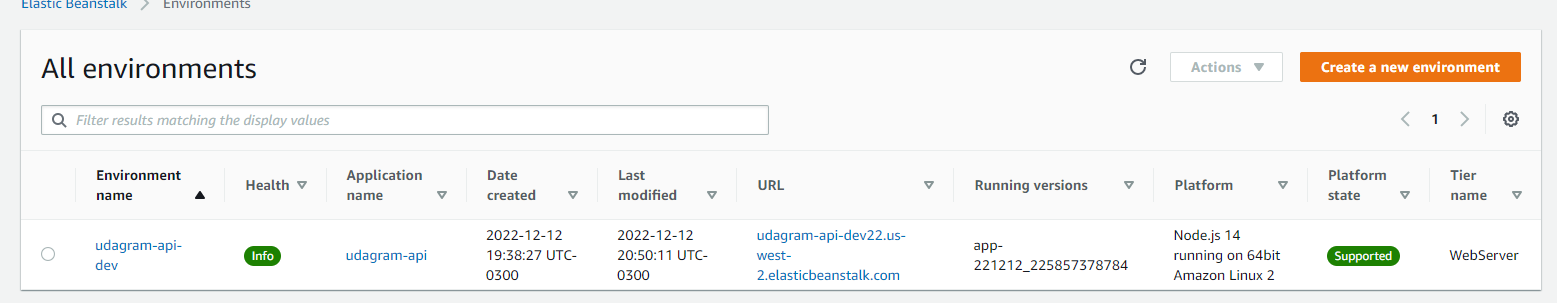 Elastic Beanstalk > Environments
All environments
Actions
Create a new environment
Filter results matching the display values
1
Environment name
Health
Application name
Date created
Last modified
URL
Running versions
Platform
Platform state
Tier name
udagram-api-
dev
Info
udagram-api
2022-12-12
19:38:27 UTC-
0300
2022-12-12
20:50:11 UTC-
0300
udagram-api-dev22.us-
west-
2.elasticbeanstalk.com
app-
221212_225857378784
Node.js 14
running on 64bit
Amazon Linux 2
Supported
WebServer